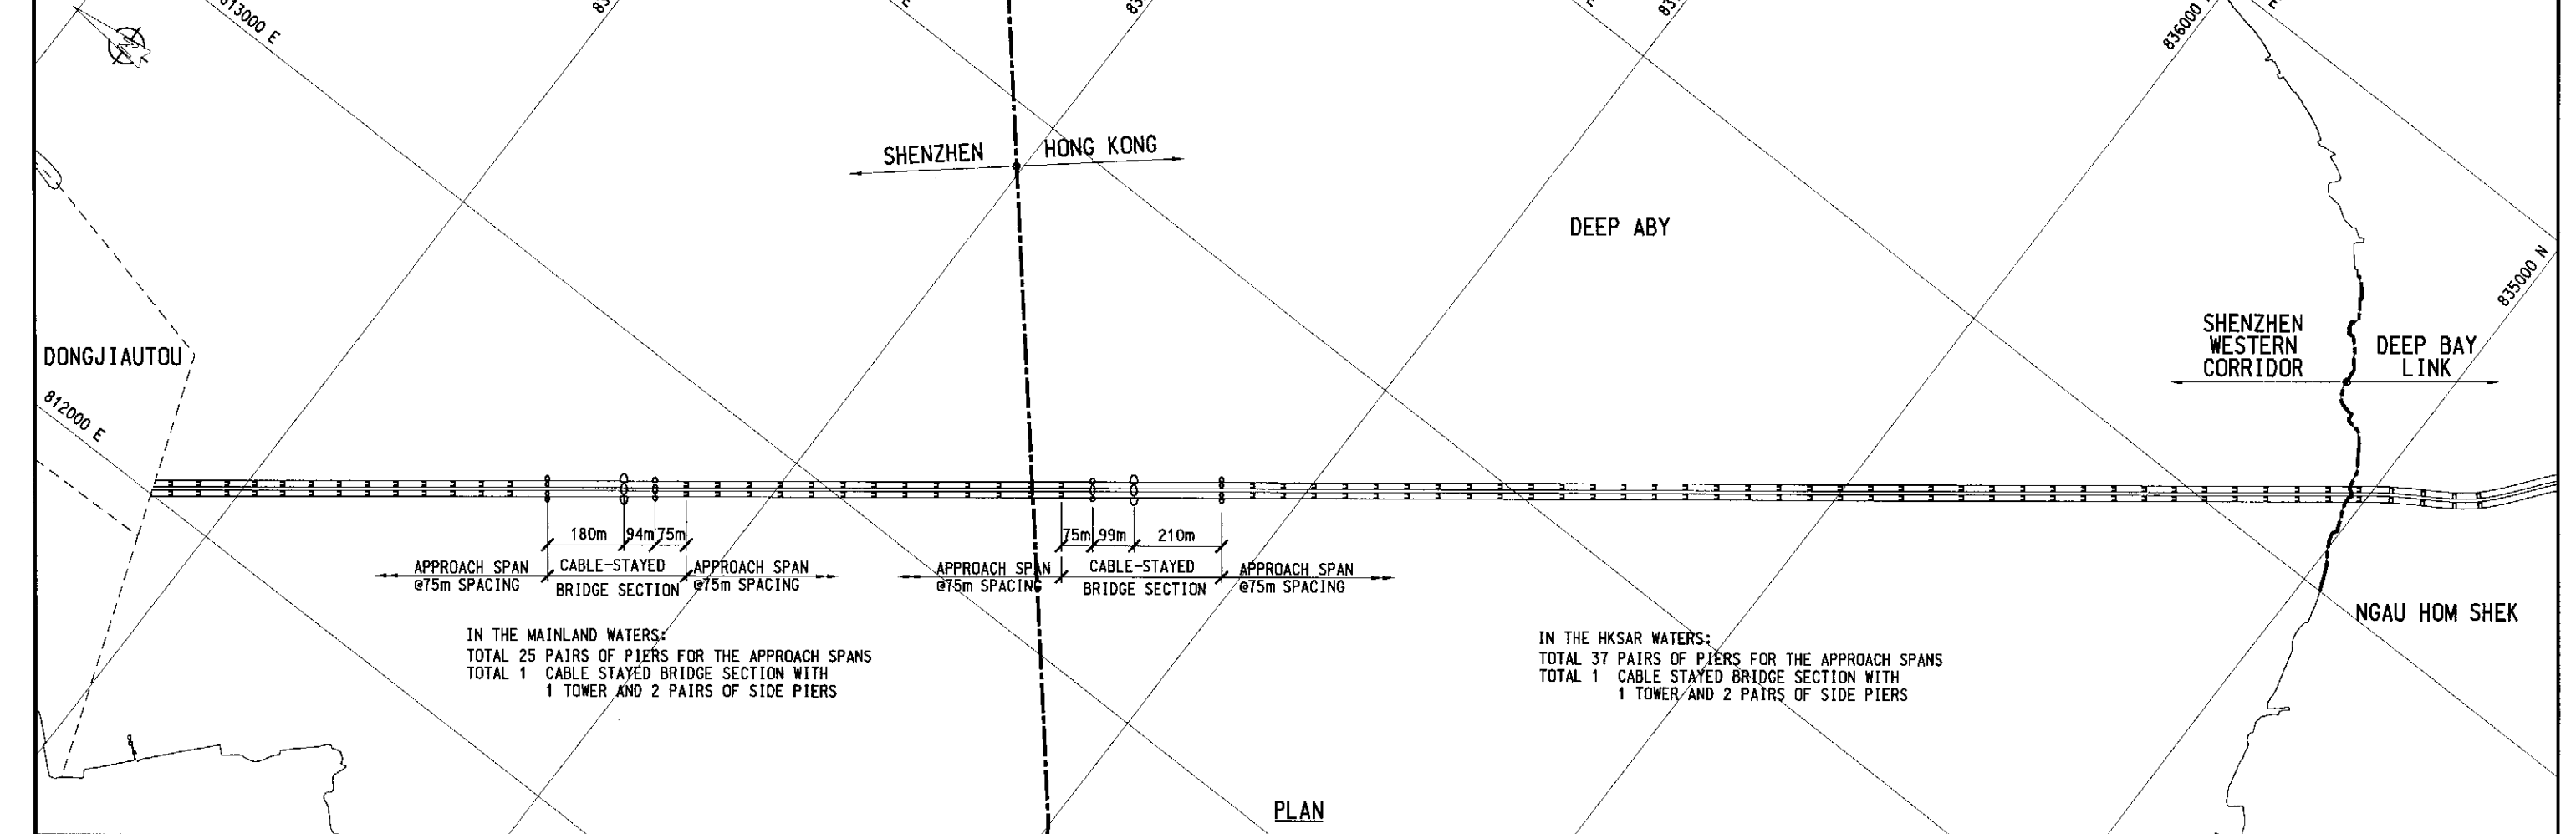 813000 E
836000
SHENZHEN
HONG KONG
DEEP ABY
835000 N
SHENZHEN
WESTERN
CORRIDOR
DEEP BAY
LINK
DONGJIAUTOU
812000 E
180m
94m
75m
75m
99m
210m
APPROACH SPAN
@75m SPACING
CABLE-STAYED
BRIDGE SECTION
APPROACH SPAN
@75m SPACING
APPROACH SPAN
@75m SPACING
CABLE-STAYED
BRIDGE SECTION
APPROACH SPAN
@75m SPACING
NGAU HOM SHEK
IN THE MAINLAND WATERS:
TOTAL 25 PAIRS OF PIERS FOR THE APPROACH SPANS
TOTAL 1 CABLE STAYED BRIDGE SECTION WITH
1 TOWER AND 2 PAIRS OF SIDE PIERS
IN THE HKSAR WATERS:
TOTAL 37 PAIRS OF PIERS FOR THE APPROACH SPANS
TOTAL 1 CABLE STAYED BRIDGE SECTION WITH
1 TOWER AND 2 PAIRS OF SIDE PIERS
PLAN